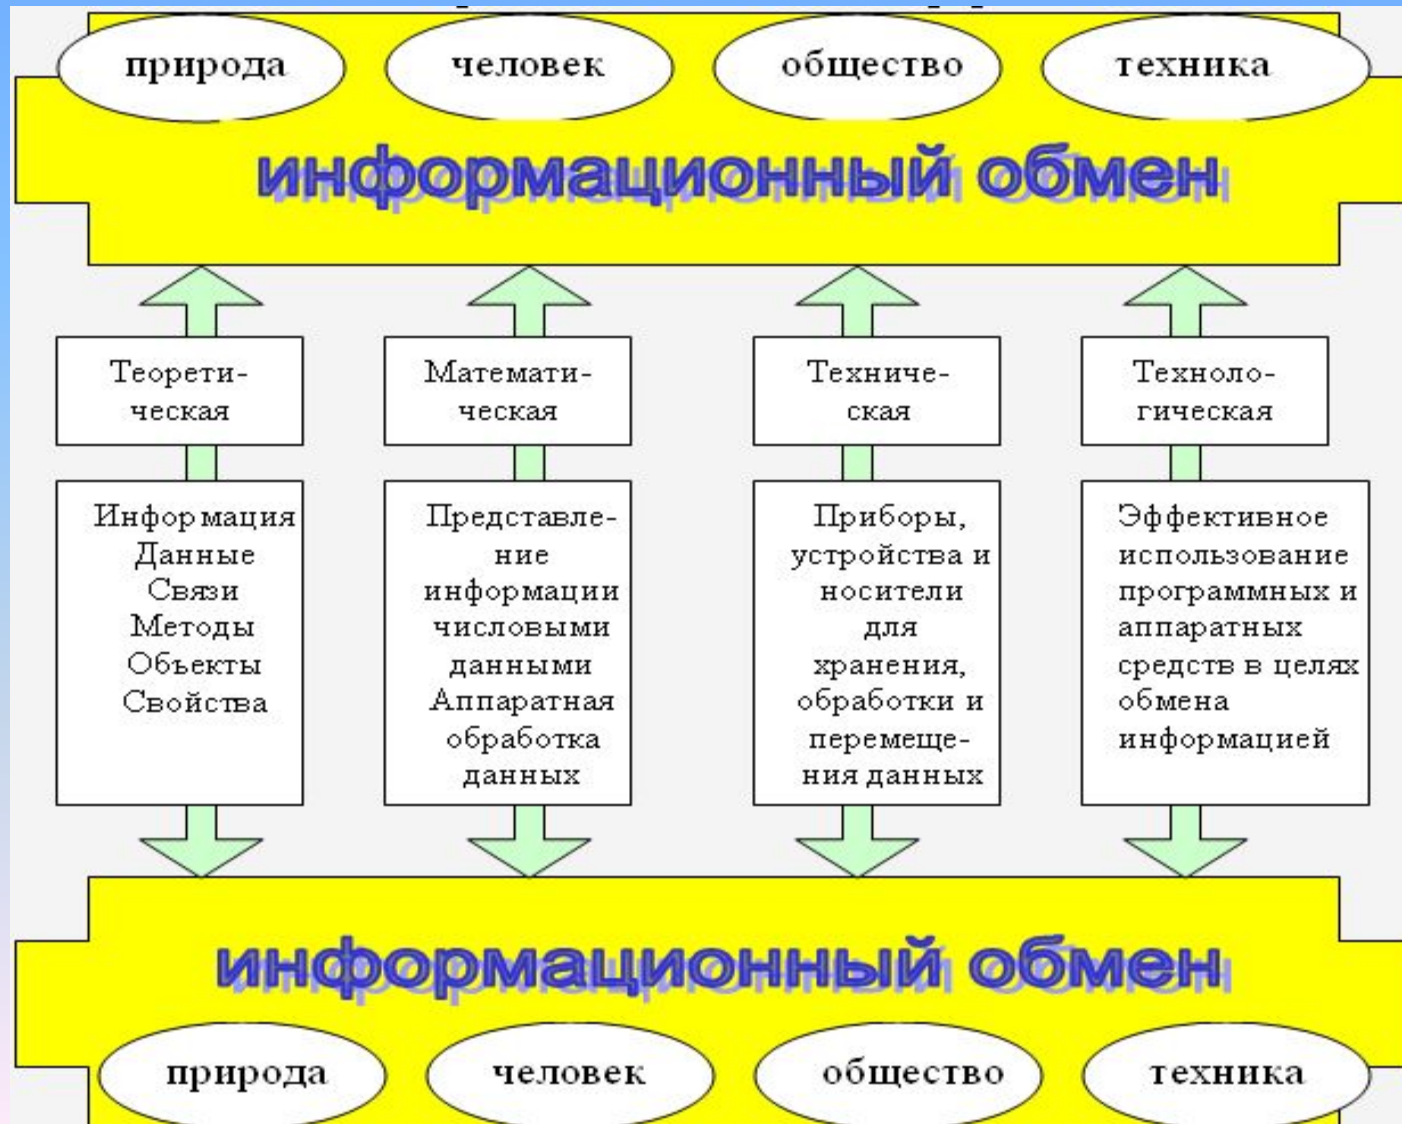 природа человек общество техника
информационный обмен
Теорети-
ческая
Математи-
ческая
Техниче-
ская
Техноло-
гическая
Информация
Данные
Связи
Методы
Объекты
Свойства
Представле-
ние
информации
числовыми
данными
Аппаратная
обработка
данных
Приборы,
устройства и
носители
для
хранения,
обработки и
перемеще-
ния данных
Эффективное
использование
программных и
аппаратных
средств в целях
обмена
информацией
информационный обмен
природа человек общество техника